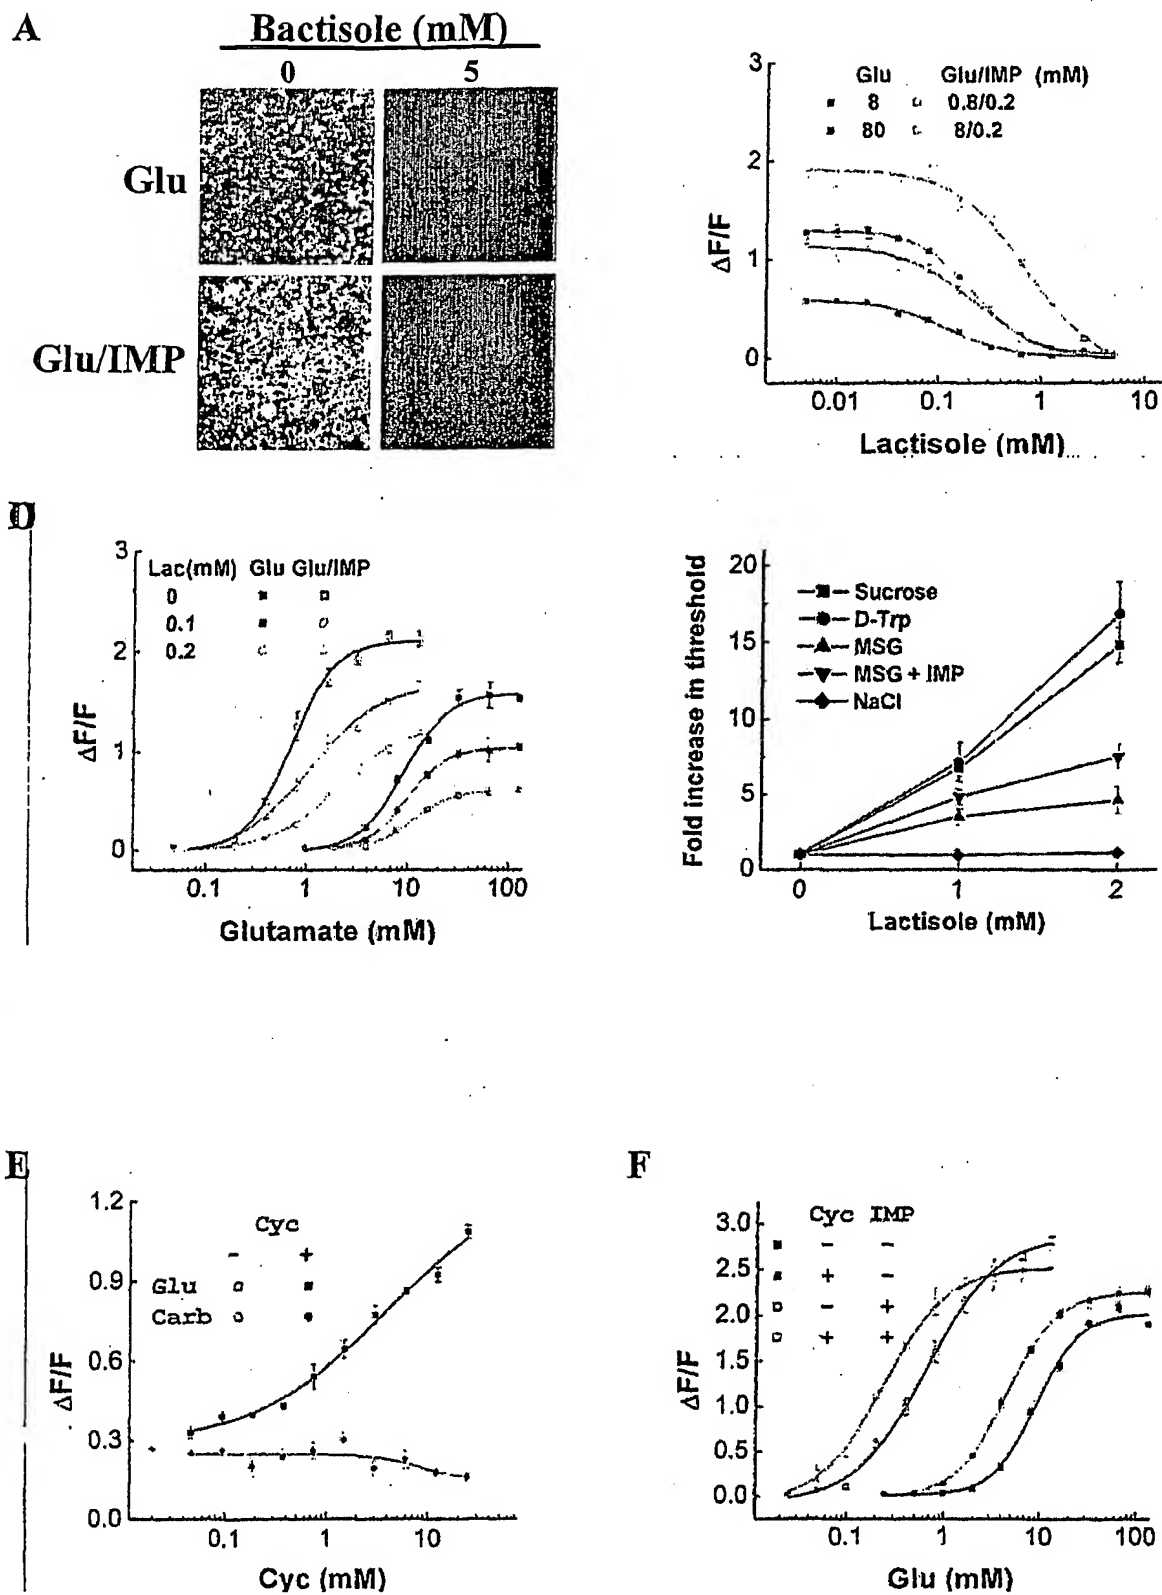 A
Bactisole (mM)
0 5
Glu
Glu/IMP
3
2
1
0
ΔF/F
Glu Glu/IMP (mM)
8 0.8/0.2
80 8/0.2
0.01 0.1 1 10
Lactisole (mM)
D
3
2
1
0
ΔF/F
Lac(mM) Glu Glu/IMP
0
0.1
0.2
0.1 1 10 100
Glutamate (mM)
20
15
10
5
0
Fold increase in threshold
Sucrose
D-Trp
MSG
MSG + IMP
NaCl
0 1 2
Lactisole (mM)
E
1.2
0.9
0.6
0.3
0.0
ΔF/F
Cyc
- +
Glu
Carb
0.1 1 10
Cyc (mM)
F
3.0
2.5
2.0
1.5
1.0
0.5
0.0
ΔF/F
Cyc IMP
- -
+ -
- +
+ +
0.1 1 10 100
Glu (mM)